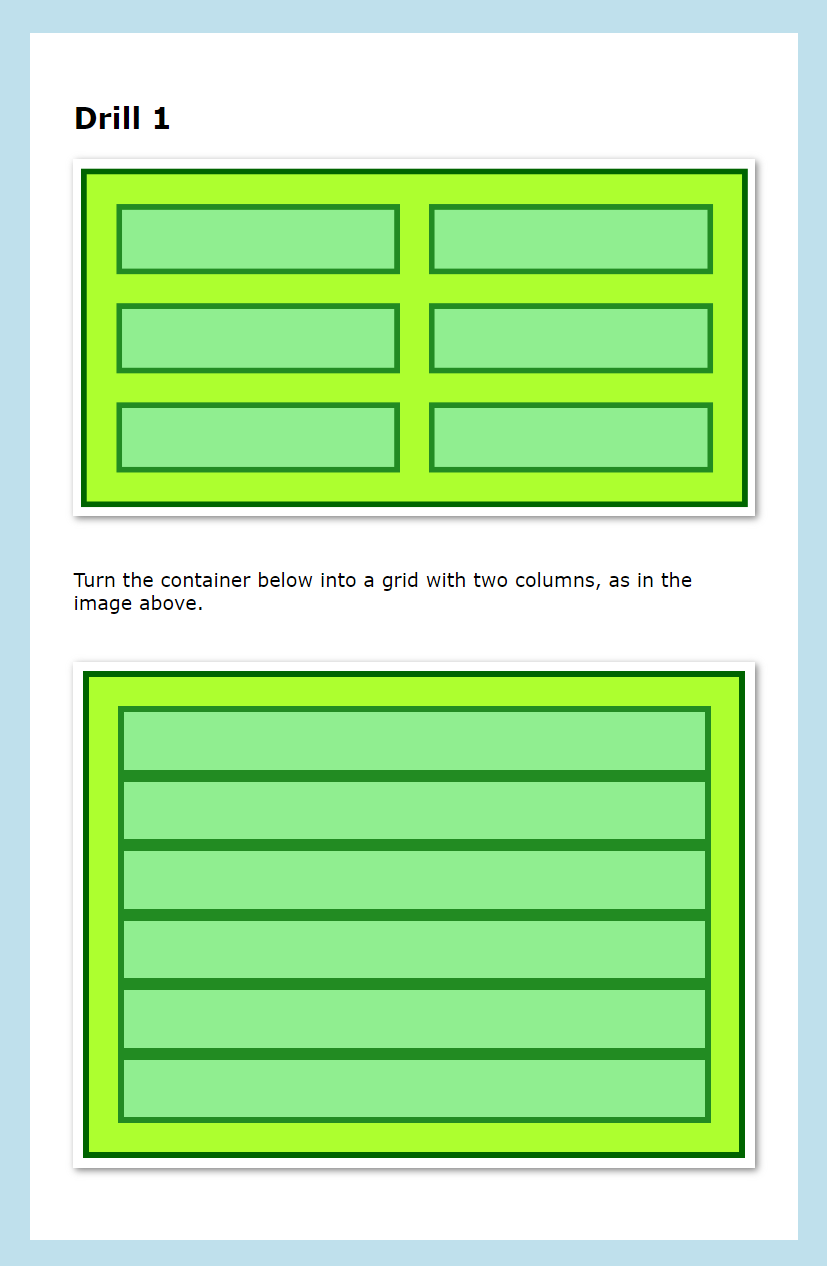 Drill 1
Turn the container below into a grid with two columns, as in the
image above.